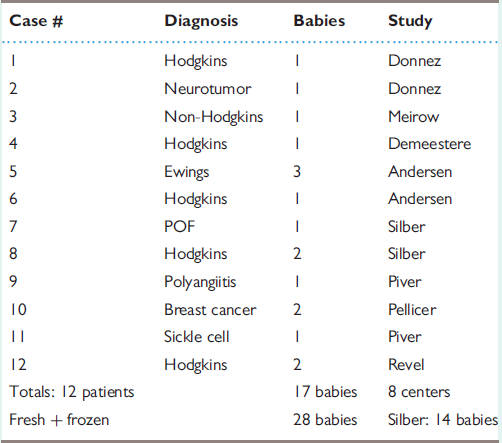 Case # Diagnosis Babies Study
1 Hodgkins 1 Donnez
2 Neurotumor 1 Donnez
3 Non-Hodgkins 1 Meirow
4 Hodgkins 1 Demeestere
5 Ewings 3 Andersen
6 Hodgkins 1 Andersen
7 POF 1 Silber
8 Hodgkins 2 Silber
9 Polyangiitis 1 Piver
10 Breast cancer 2 Pellicer
11 Sickle cell 1 Piver
12 Hodgkins 2 Revel
Totals: 12 patients 17 babies 8 centers
Fresh + frozen 28 babies Silber: 14 babies